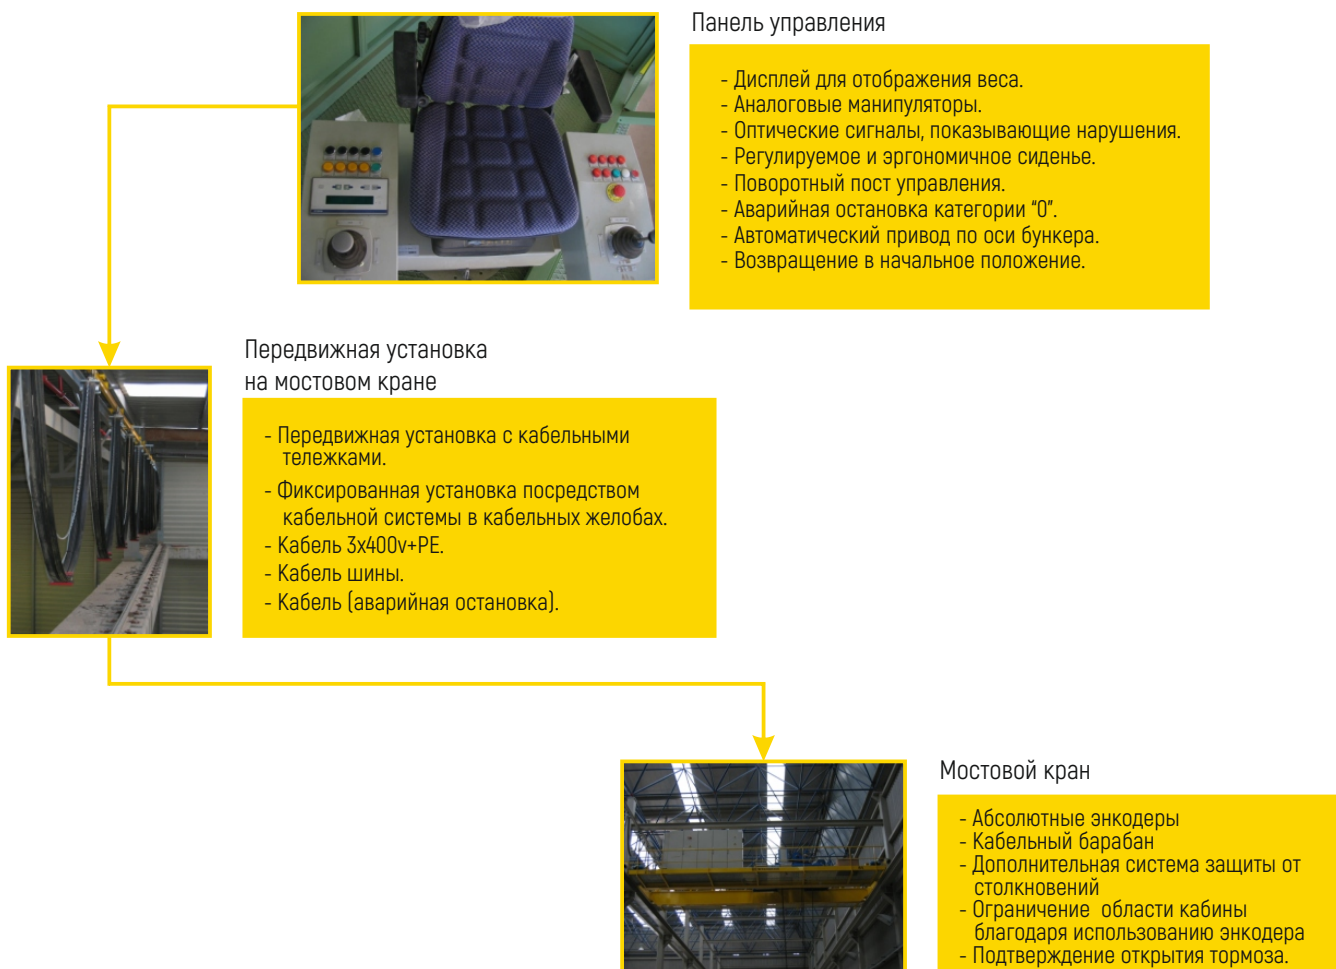 Панель управления
- Дисплей для отображения веса.
- Аналоговые манипуляторы.
- Оптические сигналы, показывающие нарушения.
- Регулируемое и эргономичное сиденье.
- Поворотный пост управления.
- Аварийная остановка категории “0”.
- Автоматический привод по оси бункера.
- Возвращение в начальное положение.
Передвижная установка
на мостовом кране
- Передвижная установка с кабельными
тележками.
- Фиксированная установка посредством
кабельной системы в кабельных желобах.
- Кабель 3x400v+PE.
- Кабель шины.
- Кабель (аварийная остановка).
Мостовой кран
- Абсолютные энкодеры
- Кабельный барабан
- Дополнительная система защиты от
столкновений
- Ограничение области кабины
благодаря использованию энкодера
- Подтверждение открытия тормоза.